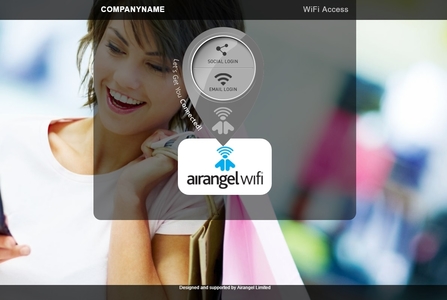 COMPANYNAME
WiFi Access
SOCIAL LOGIN
EMAIL LOGIN
Let's Get You Connected!
airangel wifi
Designed and supported by Airangel Limited